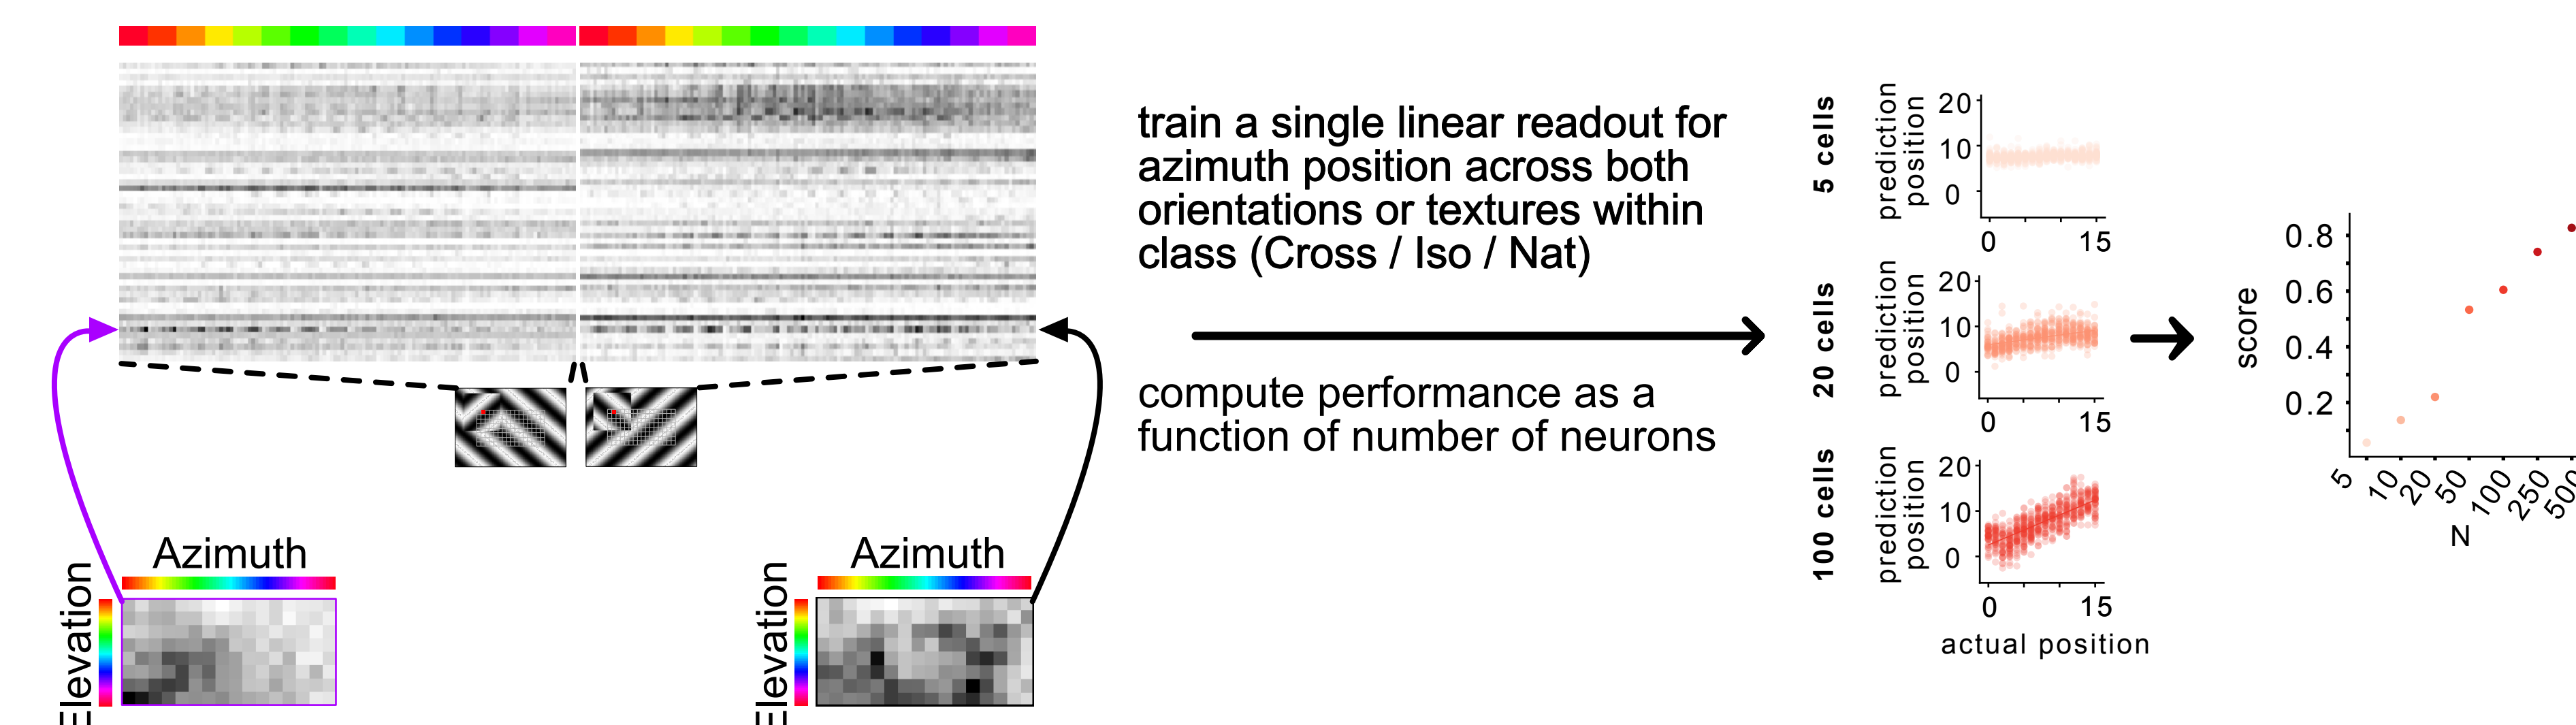 train a single linear readout for
azimuth position across both
orientations or textures within
class (Cross / Iso / Nat)
compute performance as a
function of number of neurons
Azimuth
Elevation
Azimuth
Elevation
5 cells
prediction
position
20
10
0
0 15
20 cells
prediction
position
20
10
0
0 15
100 cells
prediction
position
20
10
0
0 15
actual position
score
0.8
0.6
0.4
0.2
5 10 20 50 100 250 500
N